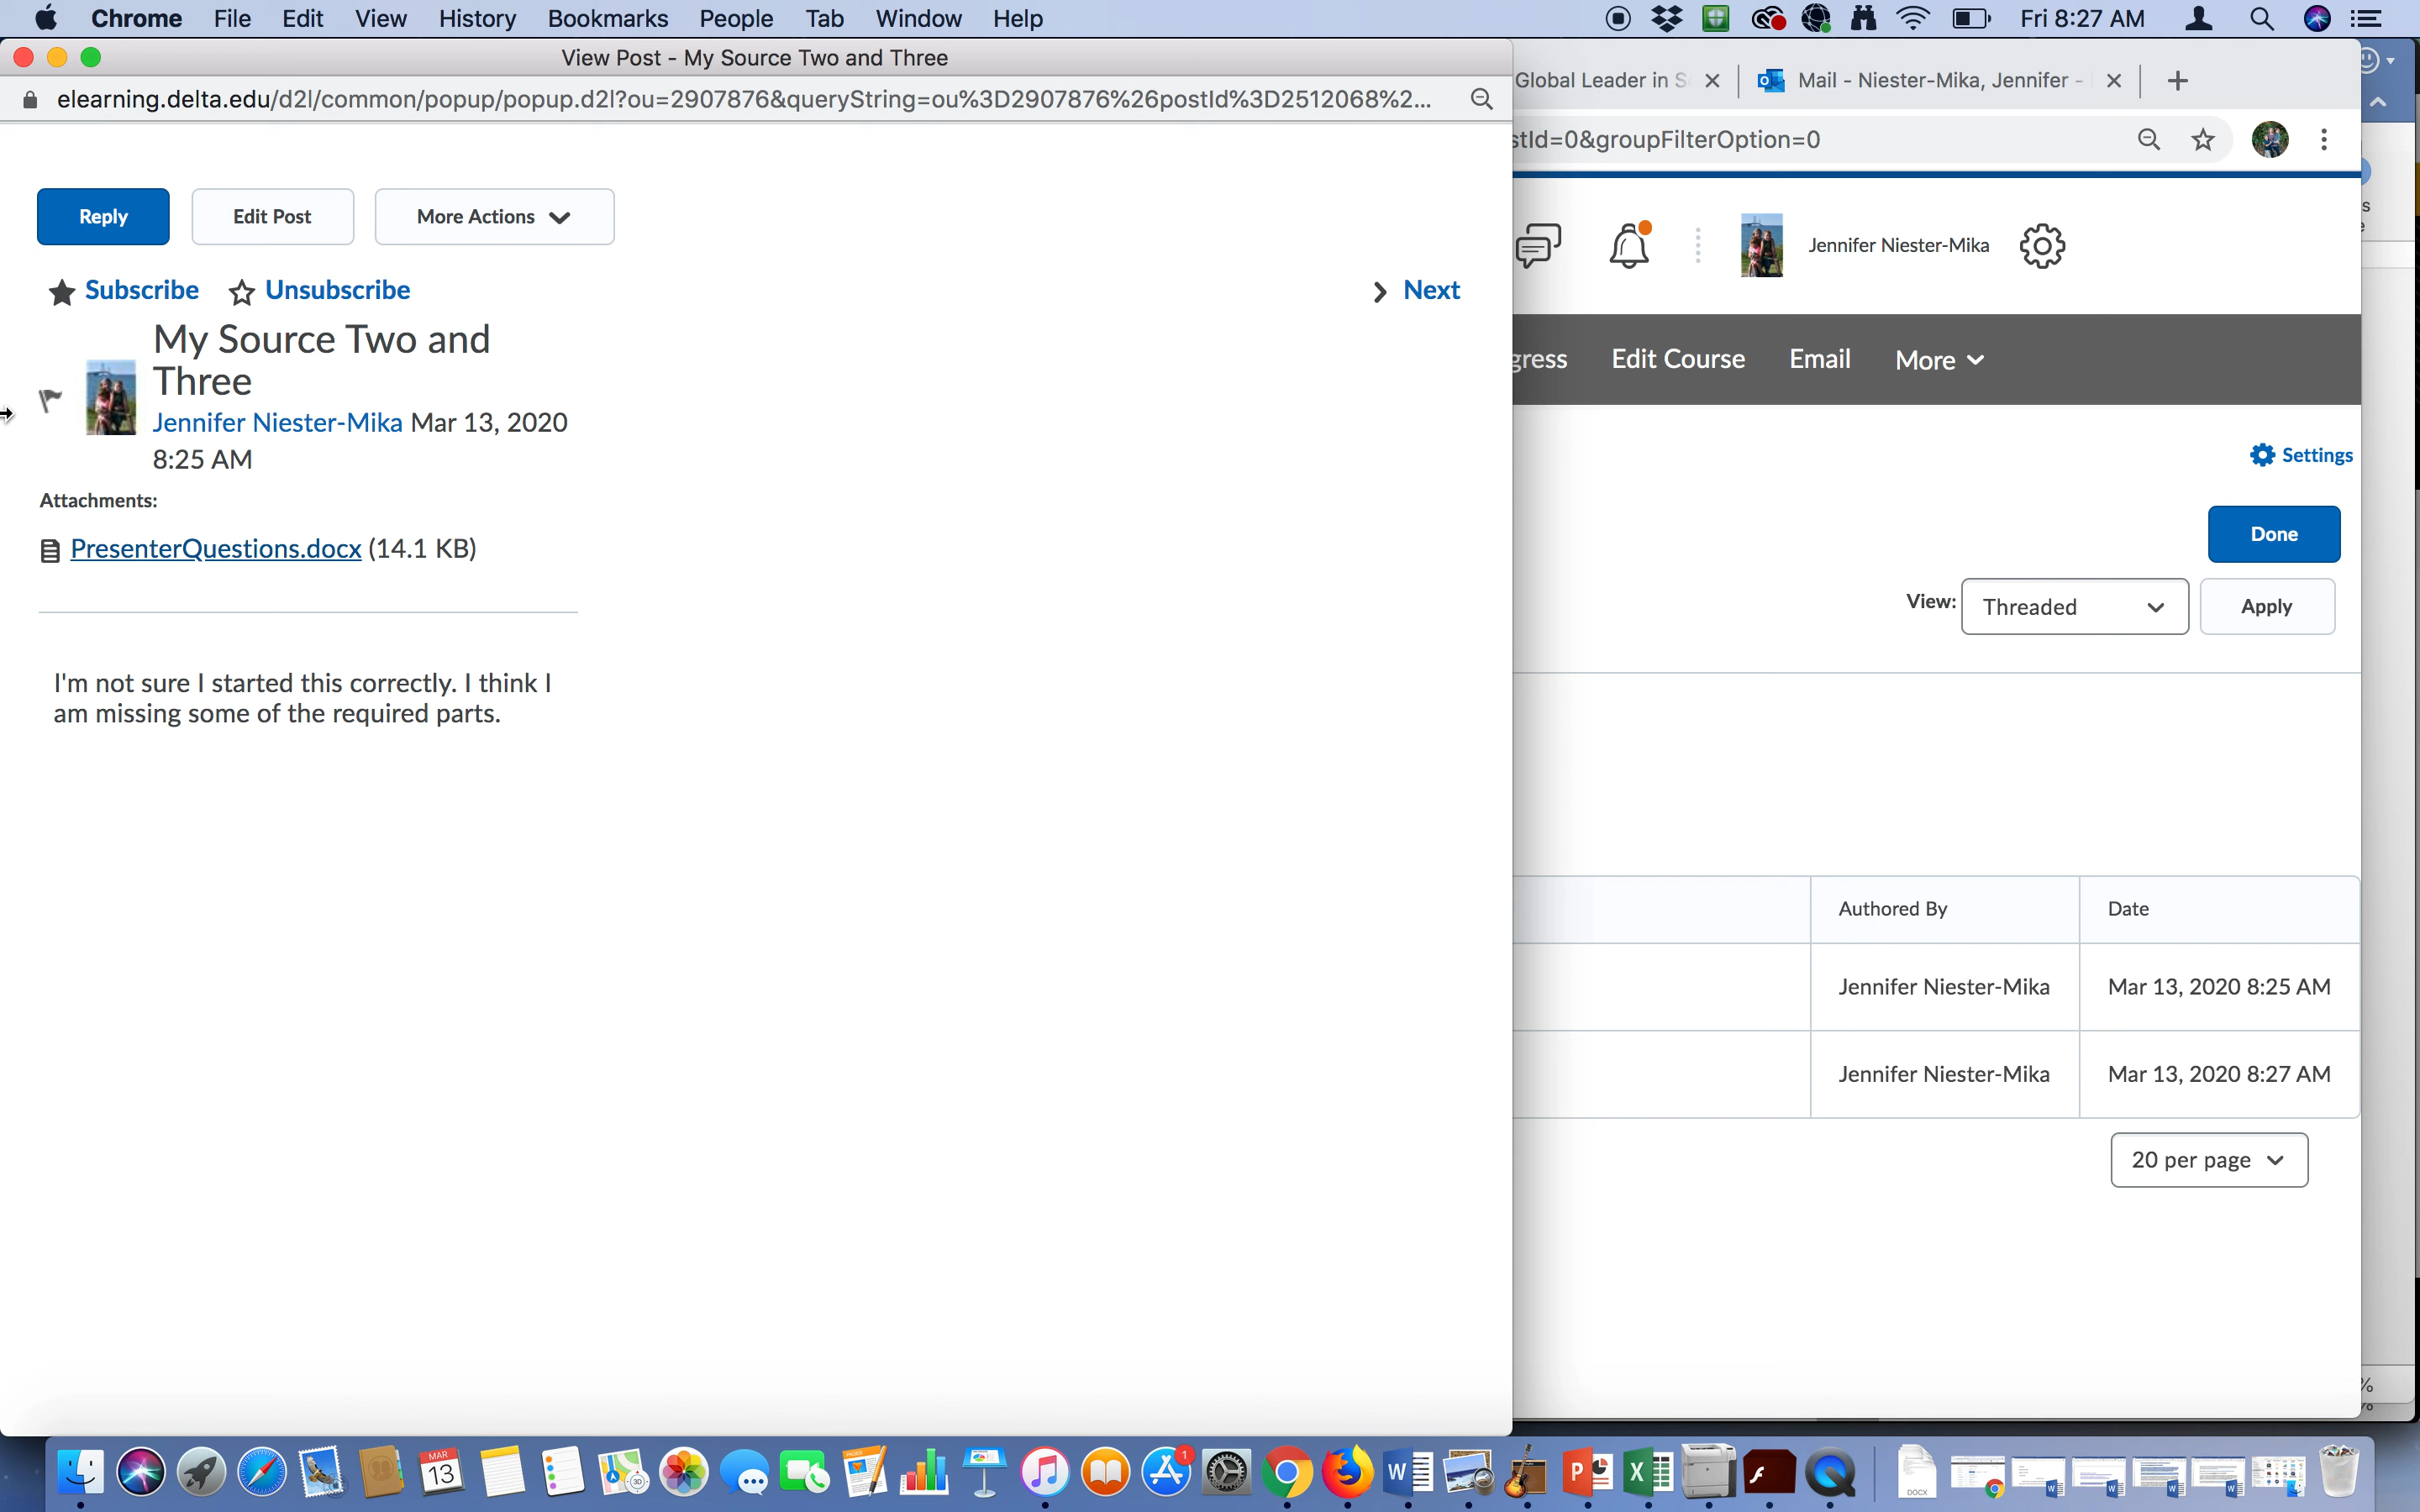 Chrome File Edit View History Bookmarks People Tab Window Help Fri 8:27 AM
View Post - My Source Two and Three
elearning.delta.edu/d2l/common/popup/popup.d2l?ou=2907876&queryString=ou%3D2907876%26postId%3D2512068%2...
Global Leader in S
Mail - Niester-Mika, Jennifer -
stId=0&groupFilterOption=0
Reply Edit Post More Actions
Subscribe Unsubscribe
Next
My Source Two and
Three
Jennifer Niester-Mika Mar 13, 2020
8:25 AM
Attachments:
PresenterQuestions.docx (14.1 KB)
I'm not sure I started this correctly. I think I
am missing some of the required parts.
Jennifer Niester-Mika
gress Edit Course Email More
Settings
Done
View: Threaded Apply
Authored By Date
Jennifer Niester-Mika Mar 13, 2020 8:25 AM
Jennifer Niester-Mika Mar 13, 2020 8:27 AM
20 per page
MAR
13
1
DOCX